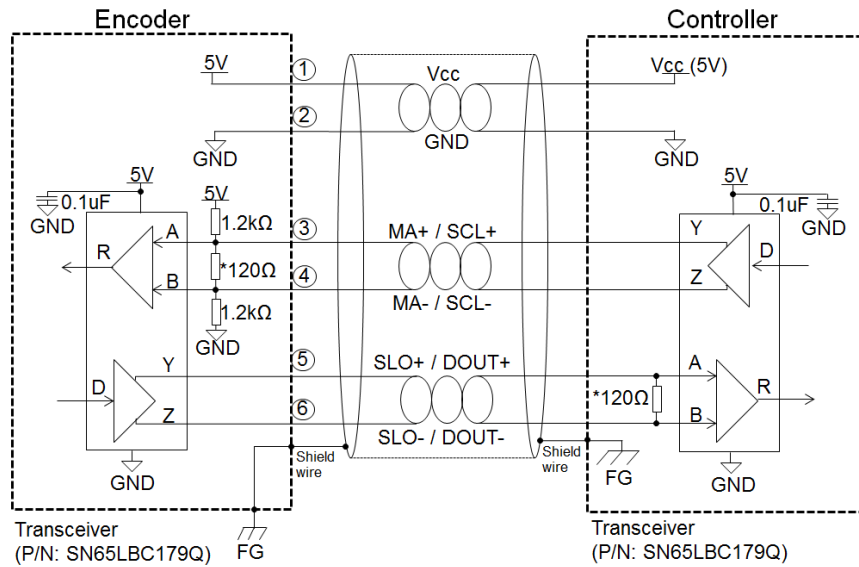 Encoder
Controller
5V
1
Vcc
Vcc (5V)
2
GND
GND
GND
5V
0.1uF
GND
5V
1.2kΩ
*120Ω
1.2kΩ
GND
A
B
R
3
MA+ / SCL+
4
MA- / SCL-
5V
0.1uF
GND
Y
Z
D
D
Y
Z
GND
5
SLO+ / DOUT+
6
SLO- / DOUT-
*120Ω
A
B
R
GND
Shield
wire
FG
Shield
wire
FG
Transceiver
(P/N: SN65LBC179Q)
Transceiver
(P/N: SN65LBC179Q)